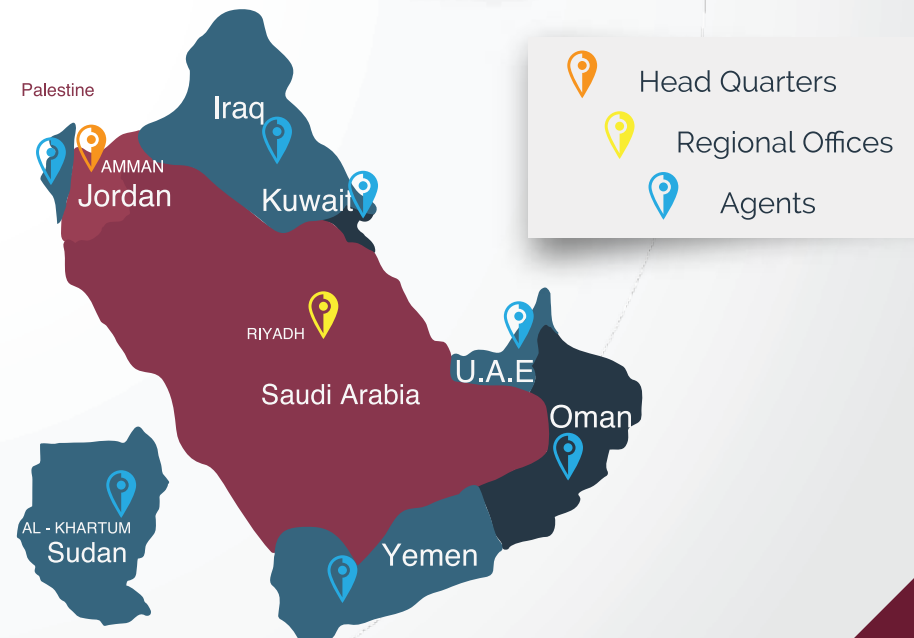 Head Quarters
Regional Offices
Agents
Palestine
Iraq
AMMAN
Jordan
Kuwait
RIYADH
Saudi Arabia
U.A.E
Oman
AL - KHARTUM
Sudan
Yemen